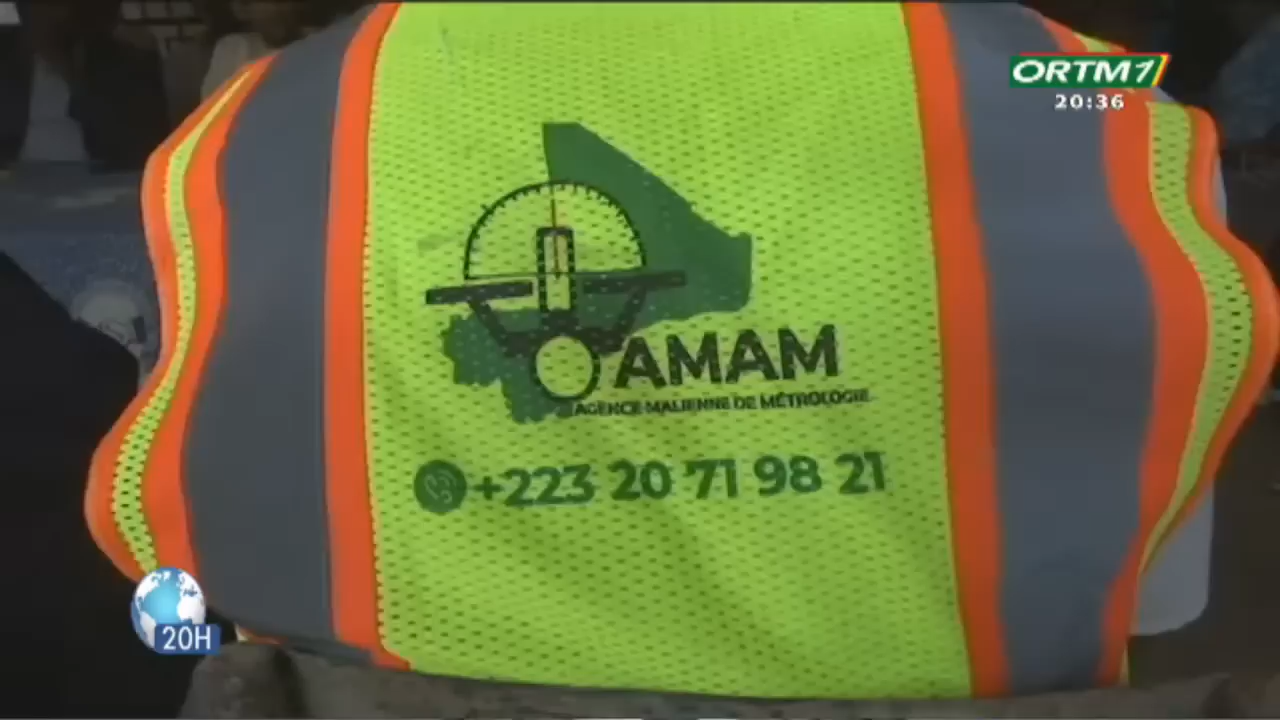 ORTM1
20:36
AMAM
AGENCE MALIENNE DE MÉTROLOGIE
+223 20 71 98 21
20H